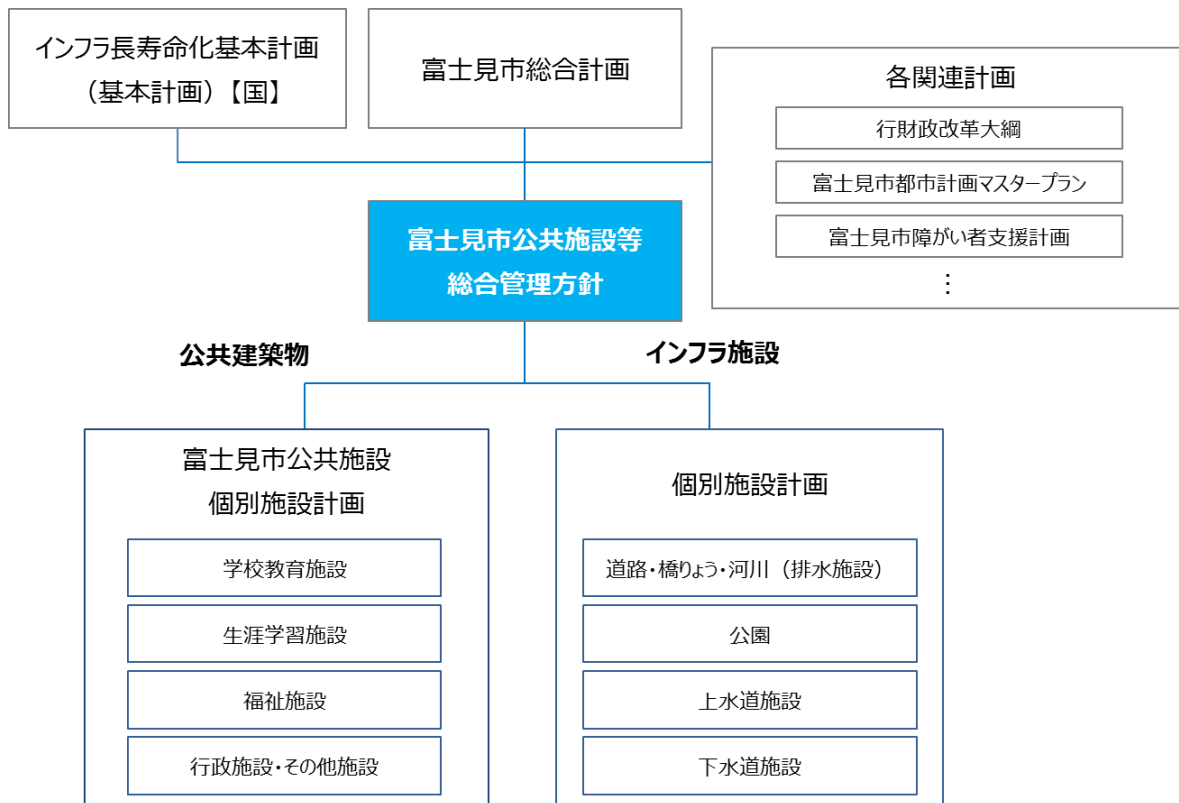 インフラ長寿命化基本計画
（基本計画）【国】
富士見市総合計画
各関連計画
行財政改革大綱
富士見市都市計画マスタープラン
富士見市障がい者支援計画
⋮
富士見市公共施設等
総合管理方針
公共建築物
インフラ施設
富士見市公共施設
個別施設計画
学校教育施設
生涯学習施設
福祉施設
行政施設・その他施設
個別施設計画
道路・橋りょう・河川（排水施設）
公園
上水道施設
下水道施設